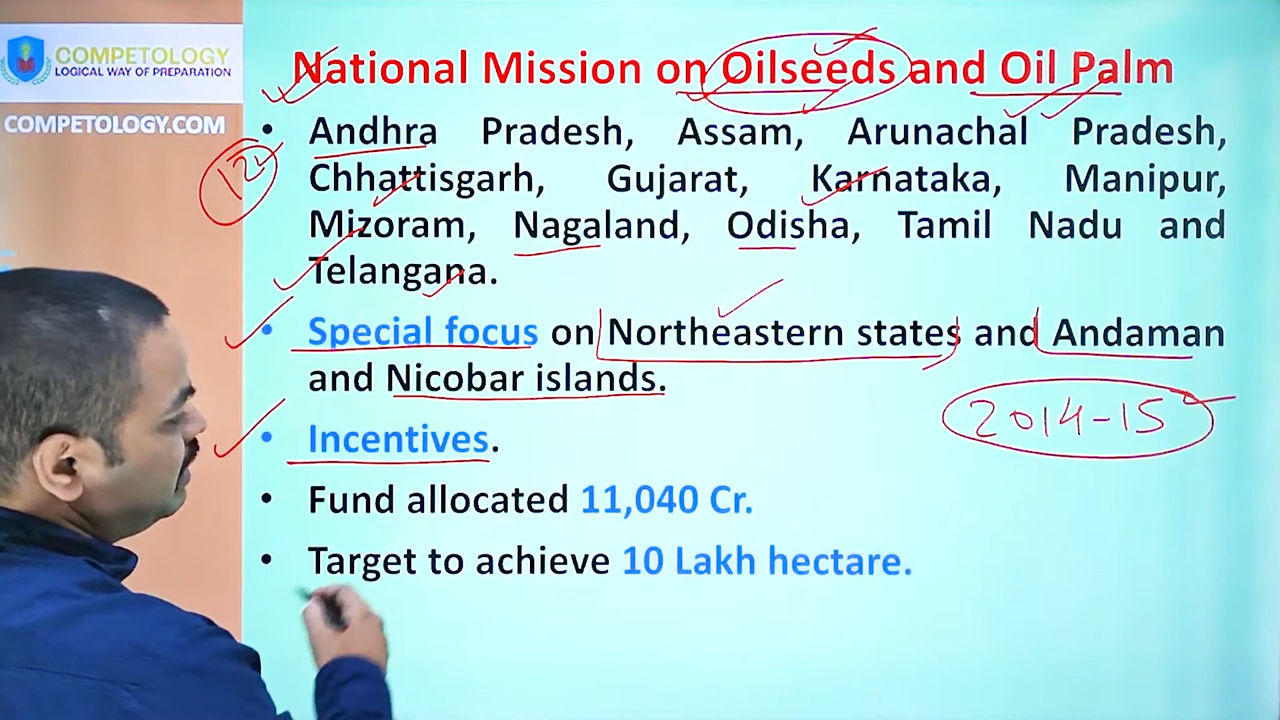 COMPETOLOGY
LOGICAL WAY OF PREPARATION
COMPETOLOGY.COM
National Mission on Oilseeds and Oil Palm
12
• Andhra Pradesh, Assam, Arunachal Pradesh,
Chhattisgarh, Gujarat, Karnataka, Manipur,
Mizoram, Nagaland, Odisha, Tamil Nadu and
Telangana.
• Special focus on Northeastern states and Andaman
and Nicobar islands.
2014-15
• Incentives.
• Fund allocated 11,040 Cr.
• Target to achieve 10 Lakh hectare.